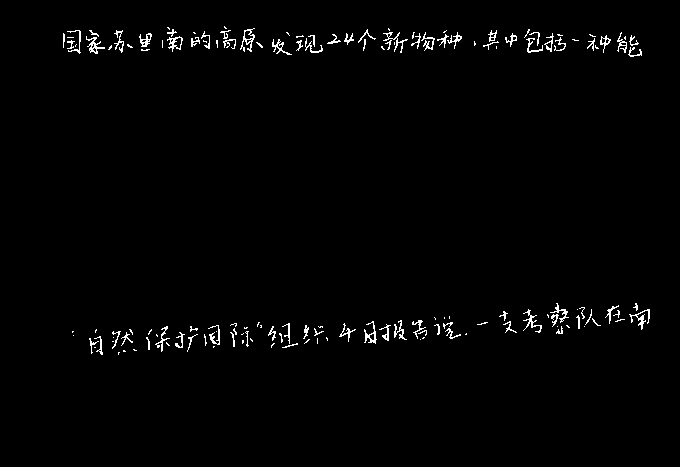 国家苏里南的高原发现24个新物种，其中包括一种能
"自然保护国际"组织4日报告说，一支考察队在南